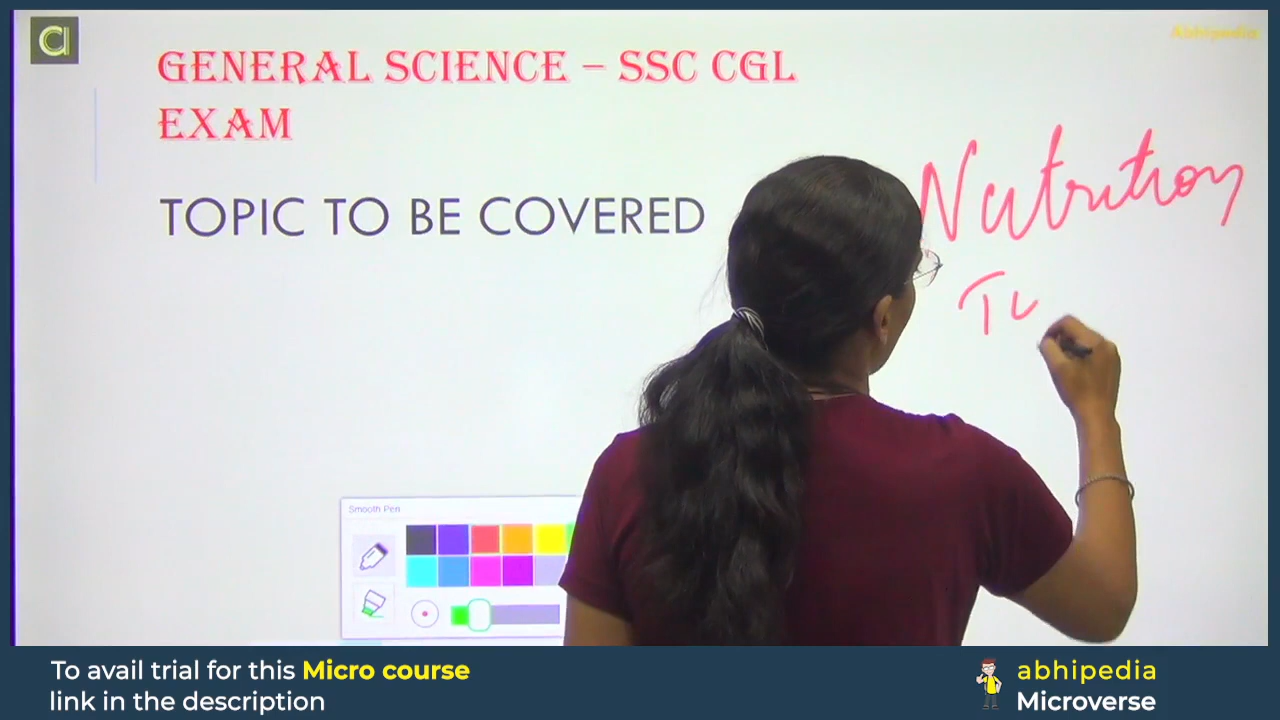 Abhipedia
GENERAL SCIENCE – SSC CGL
EXAM
TOPIC TO BE COVERED
Nutrition
Smooth Pen
To avail trial for this Micro course
link in the description
abhipedia
Microverse